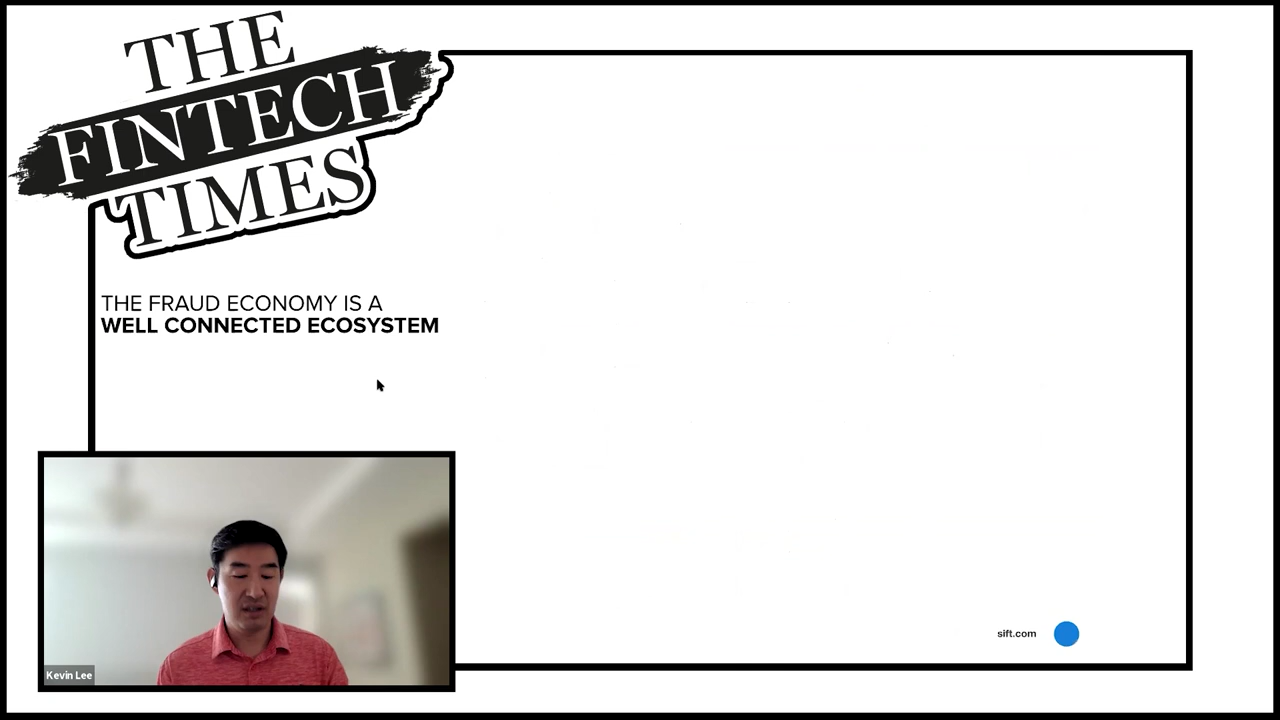 THE
FINTECH
TIMES
THE FRAUD ECONOMY IS A
WELL CONNECTED ECOSYSTEM
sift.com
Kevin Lee